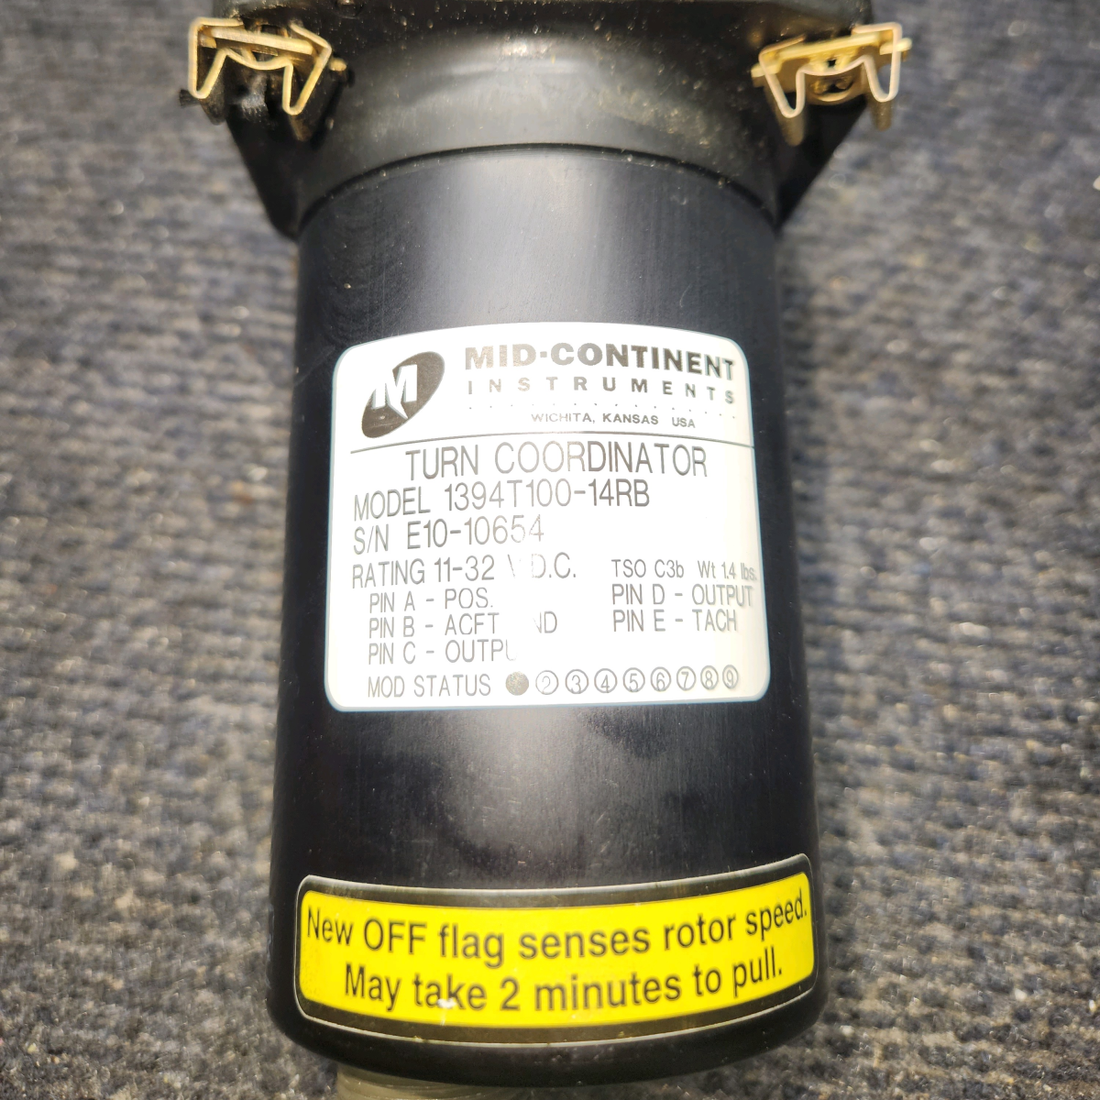 M
MID-CONTINENT
INSTRUMENTS
WICHITA, KANSAS USA
TURN COORDINATOR
MODEL 1394T100-14RB
S/N E10-10654
RATING 11-32 V D.C.
TSO C3b Wt 1.4 lbs.
PIN A - POS.
PIN D - OUTPUT
PIN B - ACFT ND
PIN E - TACH
PIN C - OUTPU
MOD STATUS 2 3 4 5 6 7 8 9
New OFF flag senses rotor speed.
May take 2 minutes to pull.